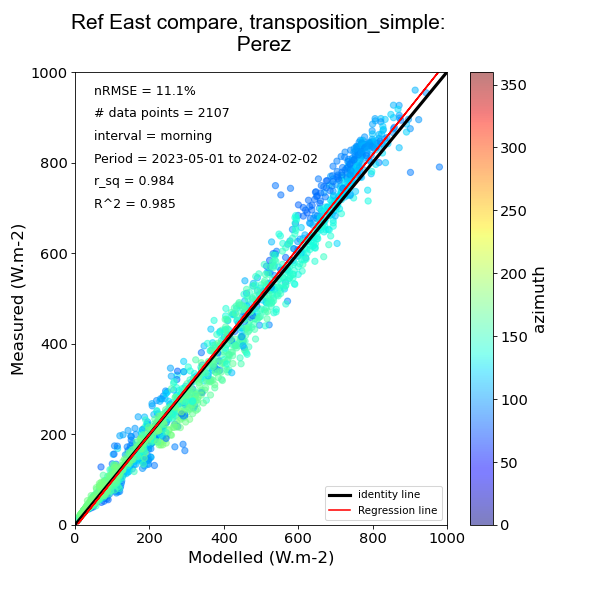 Ref East compare, transposition_simple:
Perez
nRMSE = 11.1%
# data points = 2107
interval = morning
Period = 2023-05-01 to 2024-02-02
r_sq = 0.984
R^2 = 0.985
Measured (W.m-2)
1000
800
600
400
200
0
0
200
400
600
800
1000
Modelled (W.m-2)
identity line
Regression line
350
300
250
200
150
100
50
0
azimuth